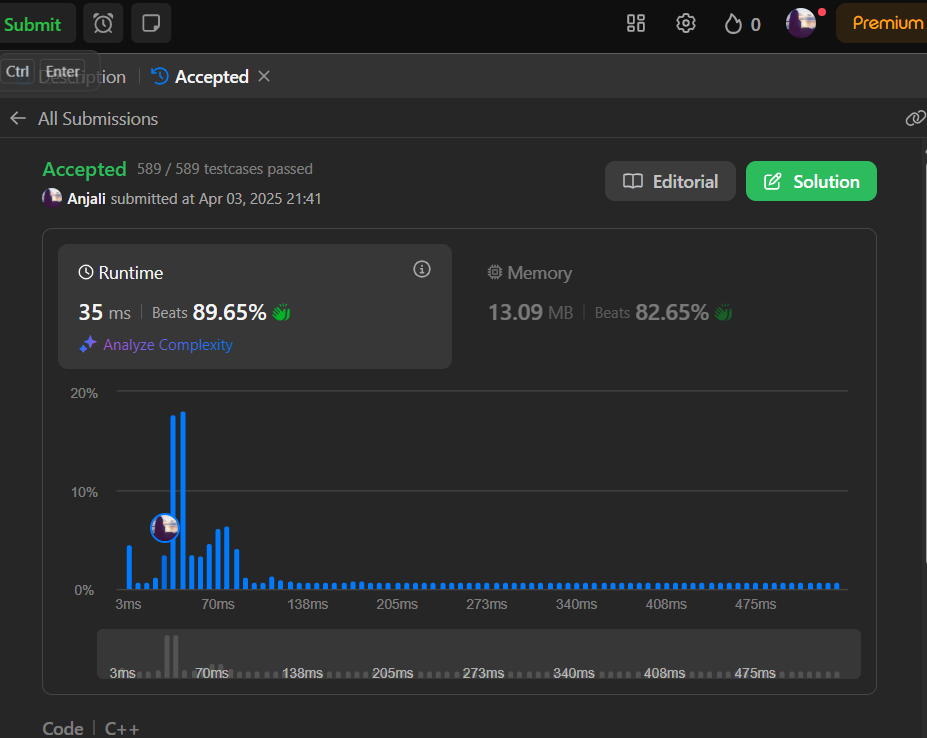 Submit 0 Premium
Ctrl Enter Description Accepted
All Submissions
Accepted 589 / 589 testcases passed
Anjali submitted at Apr 03, 2025 21:41
Editorial Solution
Runtime
35 ms Beats 89.65%
Analyze Complexity
Memory
13.09 MB Beats 82.65%
20%
10%
0%
3ms 70ms 138ms 205ms 273ms 340ms 408ms 475ms
3ms 70ms 138ms 205ms 273ms 340ms 408ms 475ms
Code C++